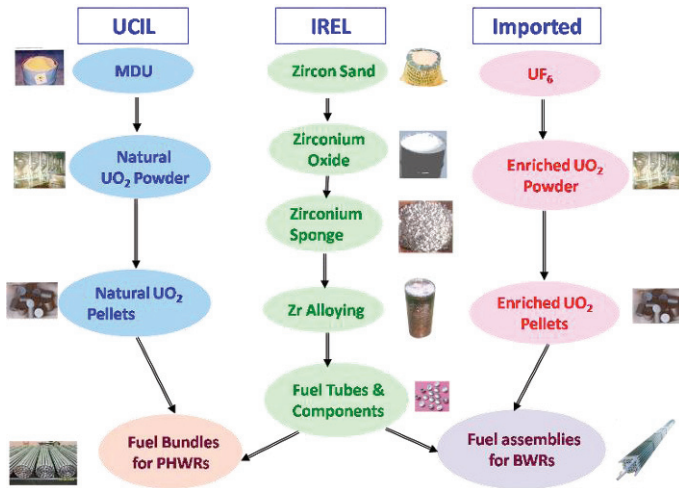 UCIL
IREL
Imported
MDU
Zircon Sand
UF₆
Natural
UO₂ Powder
Zirconium
Oxide
Enriched UO₂
Powder
Zirconium
Sponge
Natural UO₂
Pellets
Zr Alloying
Enriched UO₂
Pellets
Fuel Tubes &
Components
Fuel Bundles
for PHWRs
Fuel assemblies
for BWRs